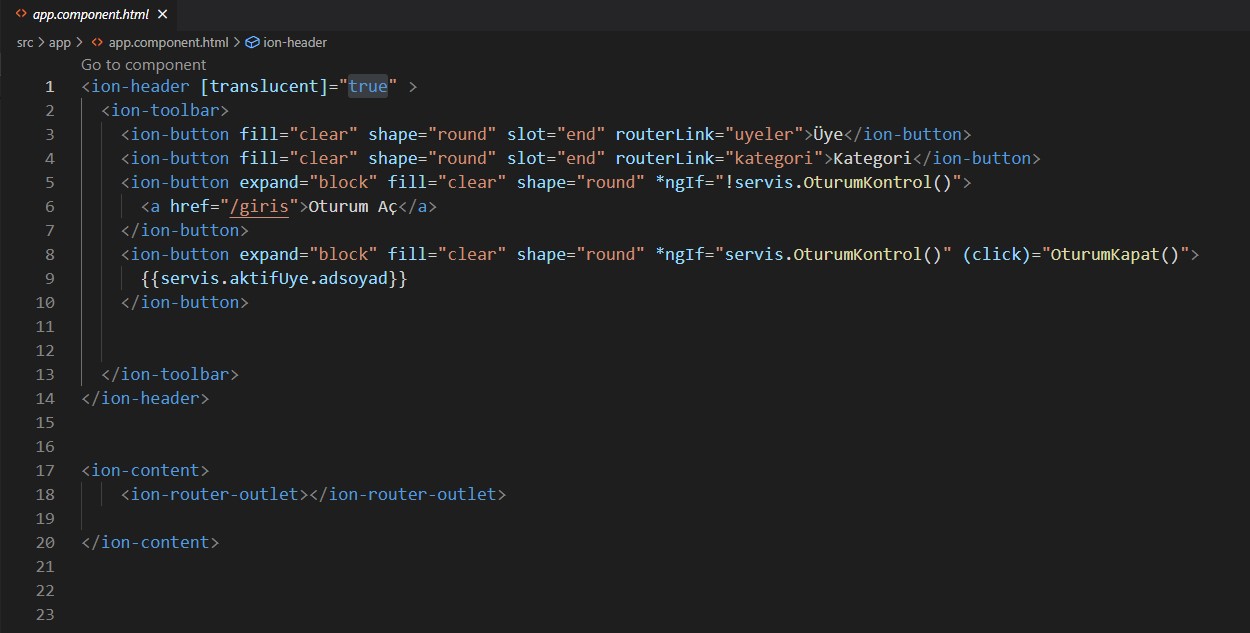 app.component.html
src > app > app.component.html > ion-header
Go to component
1 <ion-header [translucent]="true" >
2 <ion-toolbar>
3 <ion-button fill="clear" shape="round" slot="end" routerLink="uyeler">Üye</ion-button>
4 <ion-button fill="clear" shape="round" slot="end" routerLink="kategori">Kategori</ion-button>
5 <ion-button expand="block" fill="clear" shape="round" *ngIf="!servis.OturumKontrol()">
6 <a href="/giris">Oturum Aç</a>
7 </ion-button>
8 <ion-button expand="block" fill="clear" shape="round" *ngIf="servis.OturumKontrol()" (click)="OturumKapat()">
9 {{servis.aktifUye.adsoyad}}
10 </ion-button>
11
12
13 </ion-toolbar>
14 </ion-header>
15
16
17 <ion-content>
18 <ion-router-outlet></ion-router-outlet>
19
20 </ion-content>
21
22
23